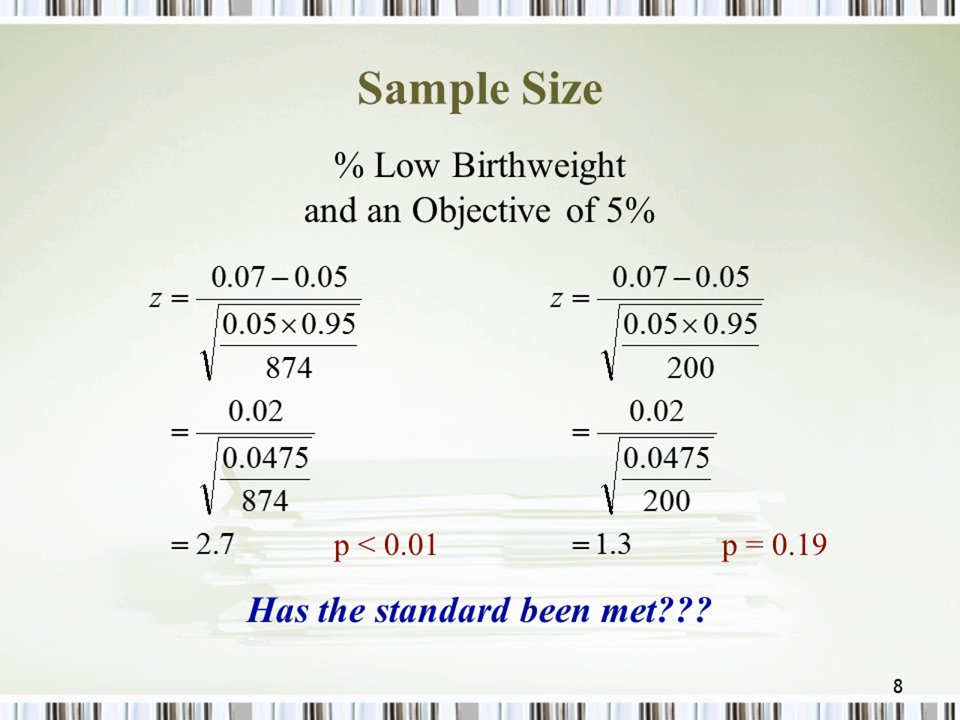 Sample Size
% Low Birthweight
and an Objective of 5%
z = (0.07 − 0.05) / √((0.05 × 0.95) / 874)
= 0.02 / √(0.0475 / 874)
= 2.7 p < 0.01
z = (0.07 − 0.05) / √((0.05 × 0.95) / 200)
= 0.02 / √(0.0475 / 200)
= 1.3 p = 0.19
Has the standard been met???
8